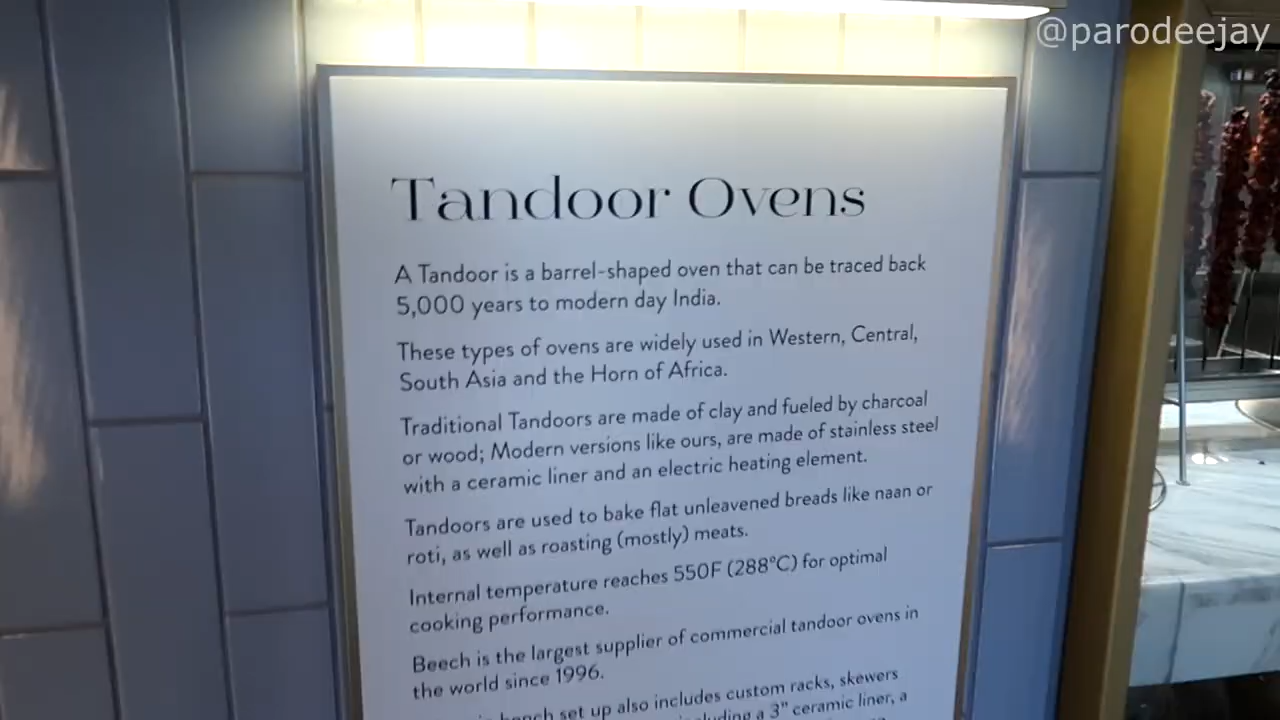 @parodeejay
Tandoor Ovens
A Tandoor is a barrel-shaped oven that can be traced back
5,000 years to modern day India.
These types of ovens are widely used in Western, Central,
South Asia and the Horn of Africa.
Traditional Tandoors are made of clay and fueled by charcoal
or wood; Modern versions like ours, are made of stainless steel
with a ceramic liner and an electric heating element.
Tandoors are used to bake flat unleavened breads like naan or
roti, as well as roasting (mostly) meats.
Internal temperature reaches 550F (288°C) for optimal
cooking performance.
Beech is the largest supplier of commercial tandoor ovens in
the world since 1996.
set up also includes custom racks, skewers
a 3" ceramic liner, a